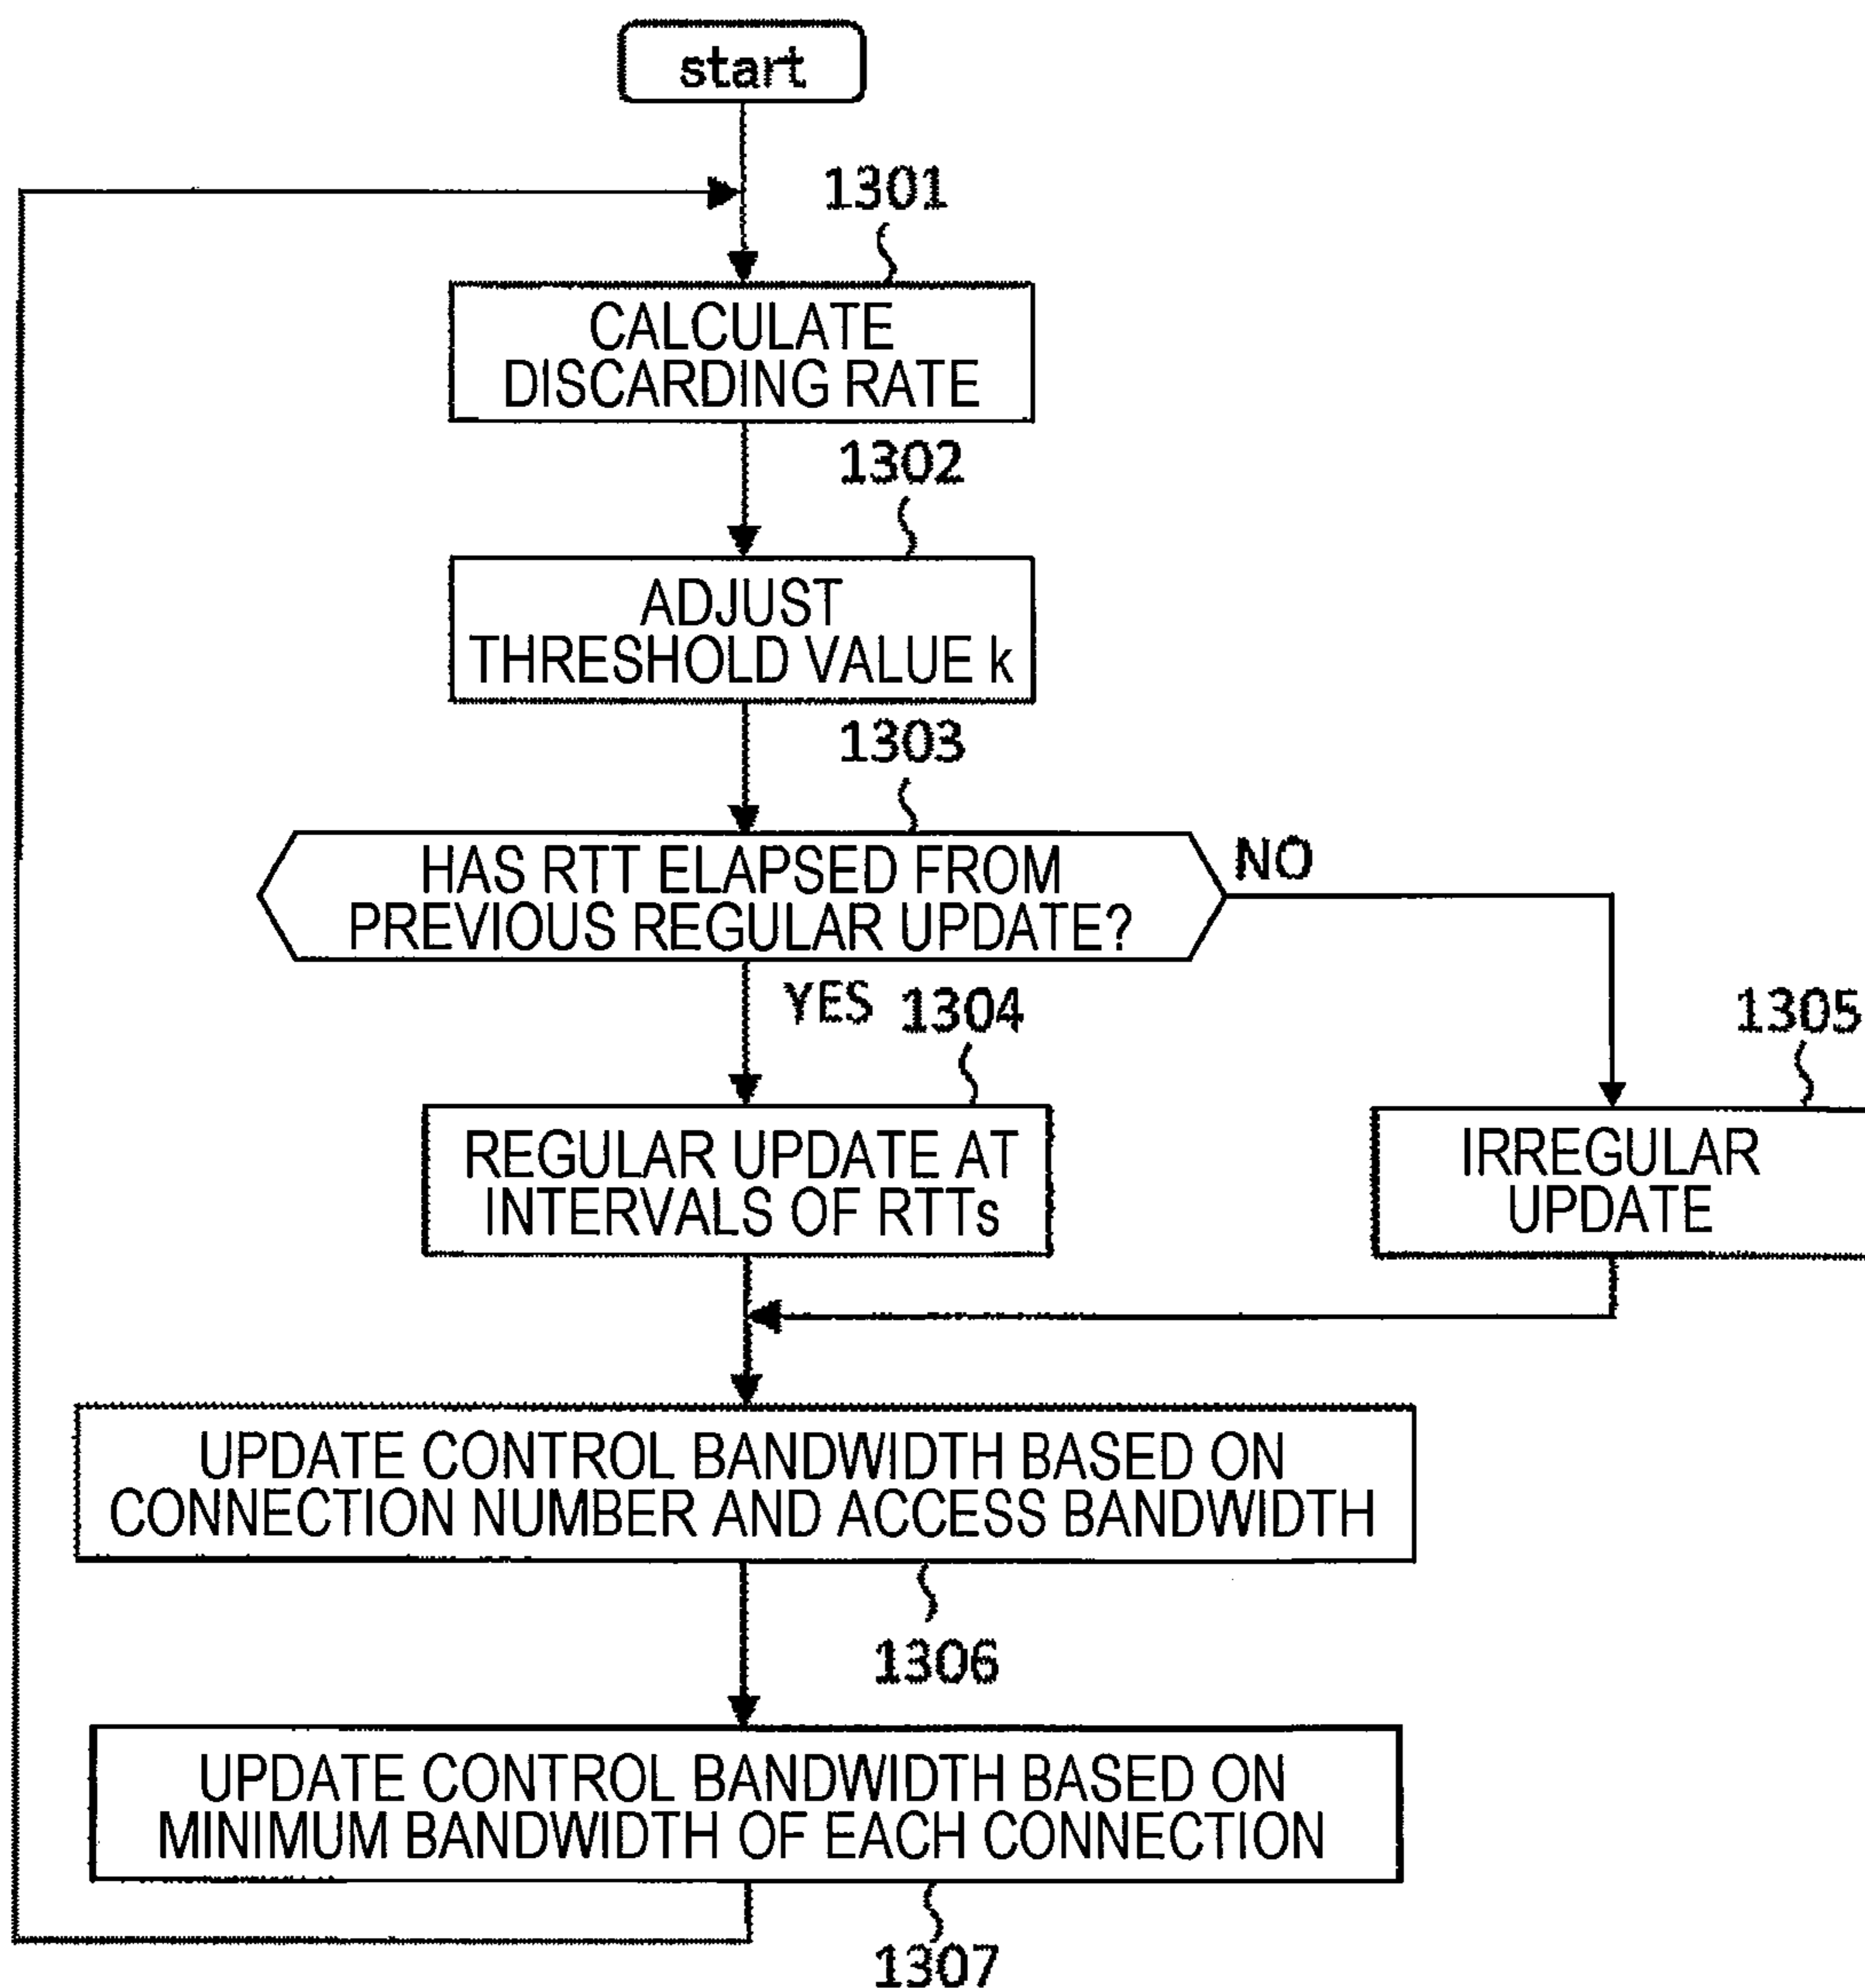 start
1301
CALCULATE
DISCARDING RATE
1302
ADJUST
THRESHOLD VALUE k
1303
HAS RTT ELAPSED FROM
PREVIOUS REGULAR UPDATE?
NO
YES
1304
1305
REGULAR UPDATE AT
INTERVALS OF RTTs
IRREGULAR
UPDATE
UPDATE CONTROL BANDWIDTH BASED ON
CONNECTION NUMBER AND ACCESS BANDWIDTH
1306
UPDATE CONTROL BANDWIDTH BASED ON
MINIMUM BANDWIDTH OF EACH CONNECTION
1307